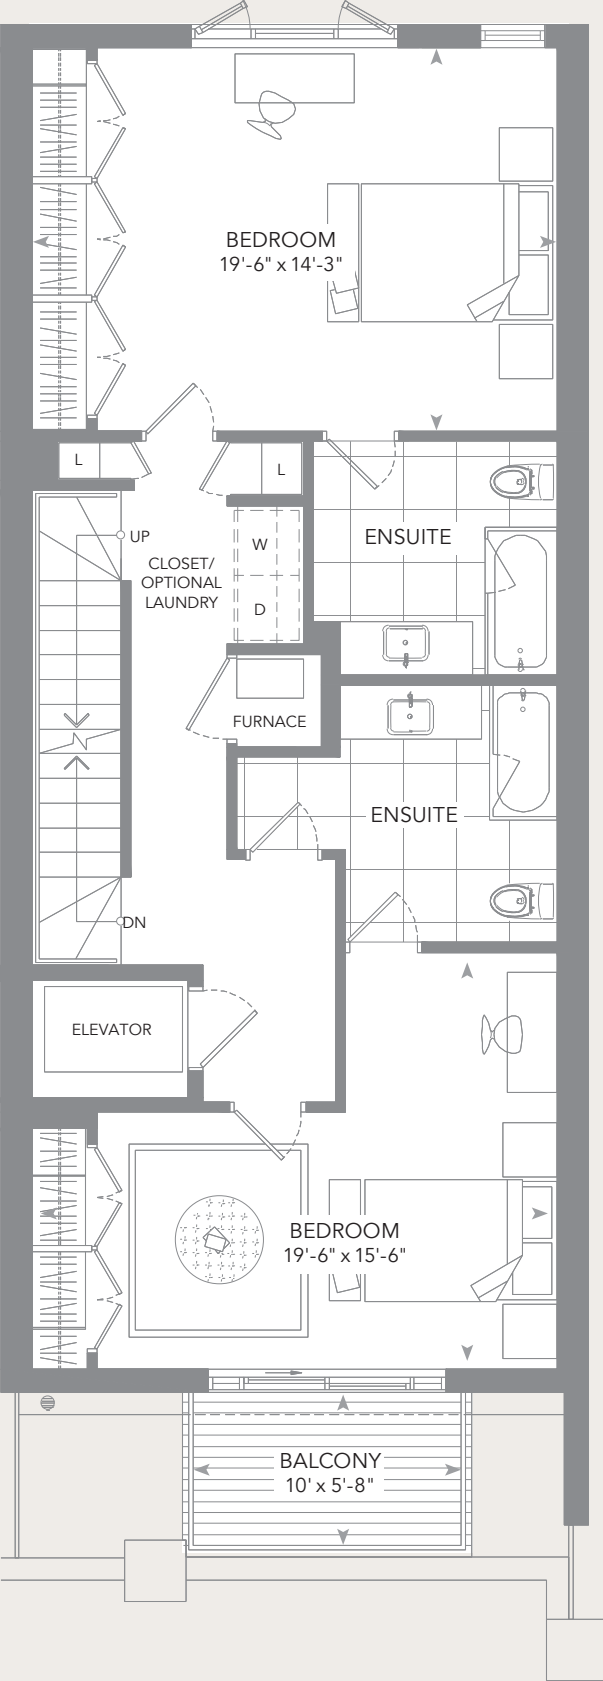 BEDROOM
19'-6" x 14'-3"
L
L
UP
CLOSET/
OPTIONAL
LAUNDRY
W
D
ENSUITE
FURNACE
ENSUITE
DN
ELEVATOR
BEDROOM
19'-6" x 15'-6"
BALCONY
10' x 5'-8"